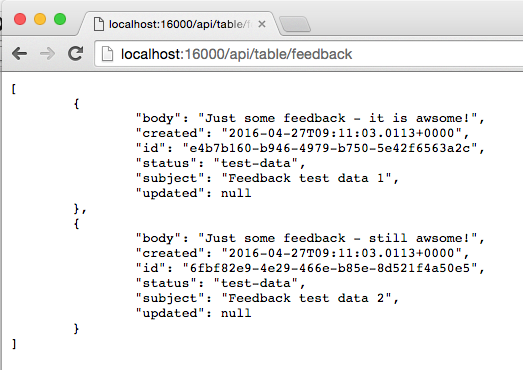 localhost:16000/api/table/f
localhost:16000/api/table/feedback
[
{
"body": "Just some feedback - it is awsome!",
"created": "2016-04-27T09:11:03.0113+0000",
"id": "e4b7b160-b946-4979-b750-5e42f6563a2c",
"status": "test-data",
"subject": "Feedback test data 1",
"updated": null
},
{
"body": "Just some feedback - still awsome!",
"created": "2016-04-27T09:11:03.0113+0000",
"id": "6fbf82e9-4e29-466e-b85e-8d521f4a50e5",
"status": "test-data",
"subject": "Feedback test data 2",
"updated": null
}
]